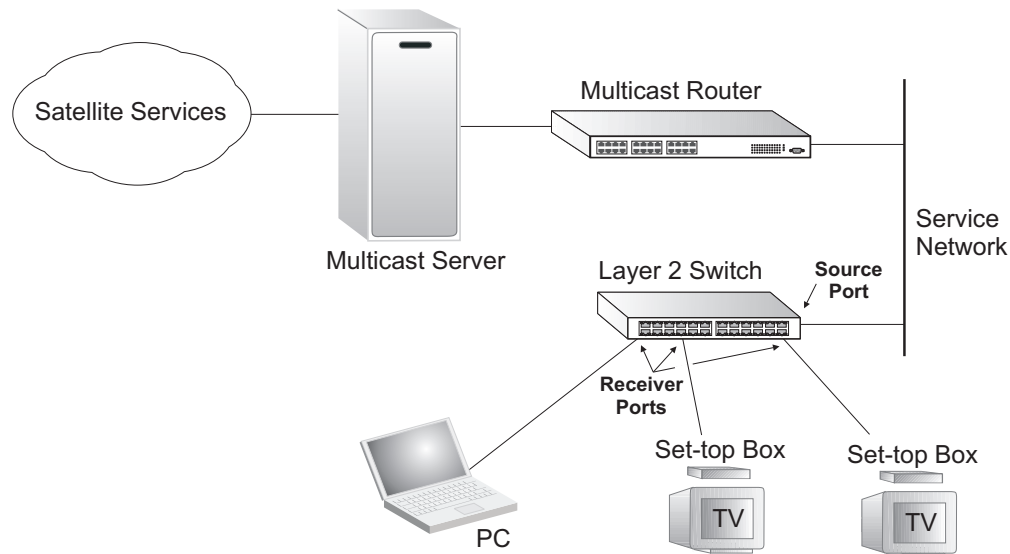 Satellite Services
Multicast Router
Multicast Server
Service
Network
Layer 2 Switch
Source
Port
Receiver
Ports
Set-top Box
Set-top Box
TV
TV
PC